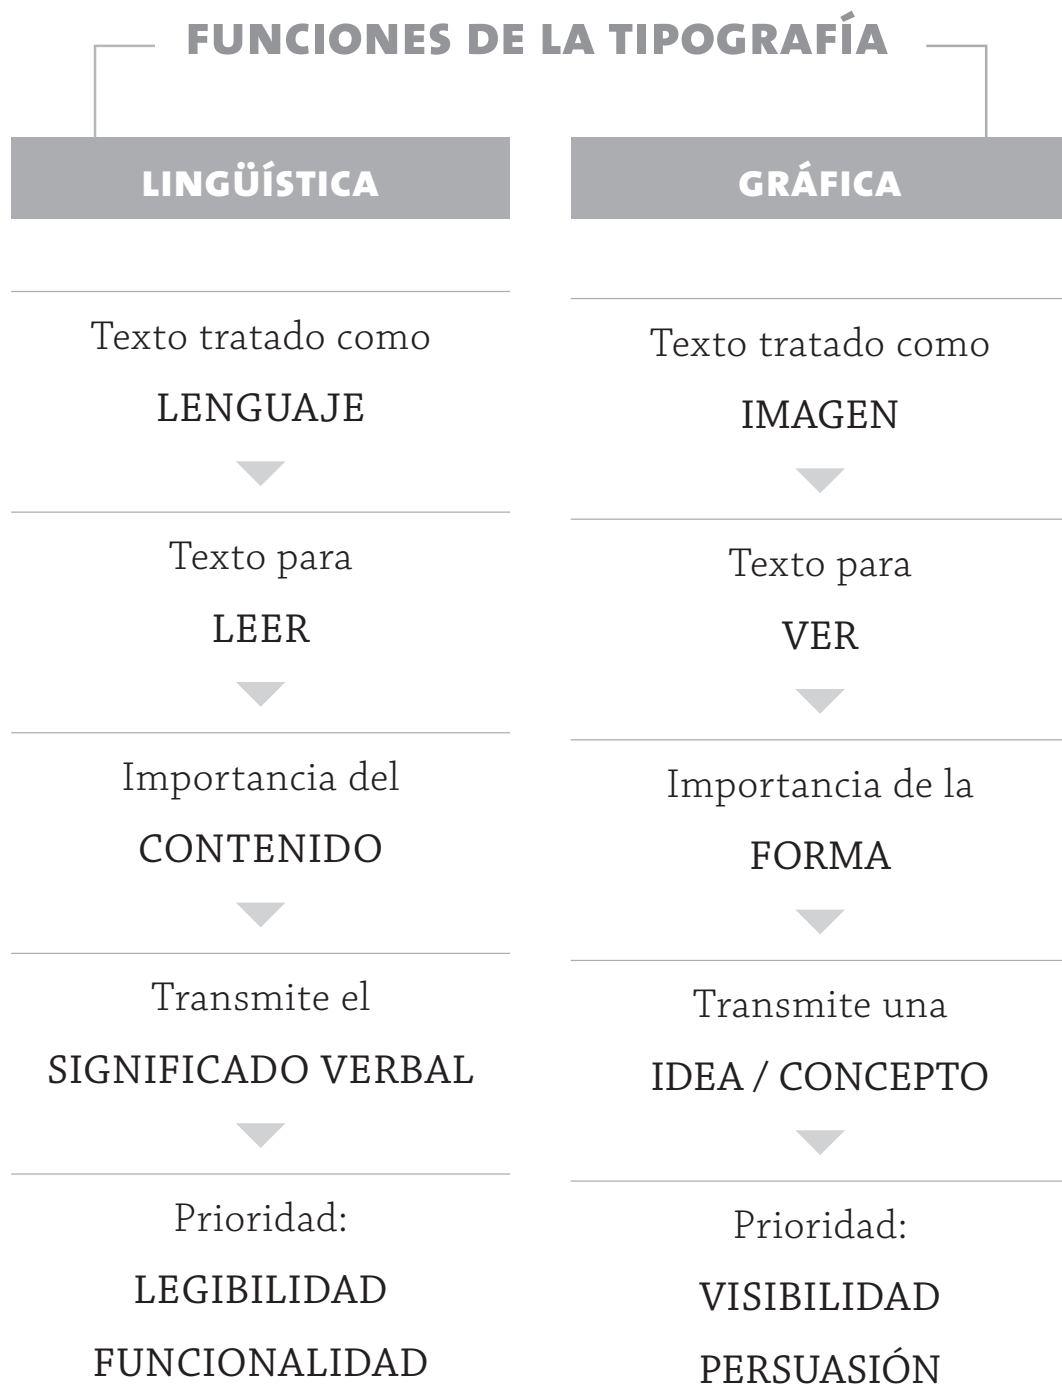 FUNCIONES DE LA TIPOGRAFÍA
LINGÜÍSTICA
Texto tratado como
LENGUAJE
Texto para
LEER
Importancia del
CONTENIDO
Transmite el
SIGNIFICADO VERBAL
Prioridad:
LEGIBILIDAD
FUNCIONALIDAD
GRÁFICA
Texto tratado como
IMAGEN
Texto para
VER
Importancia de la
FORMA
Transmite una
IDEA / CONCEPTO
Prioridad:
VISIBILIDAD
PERSUASIÓN